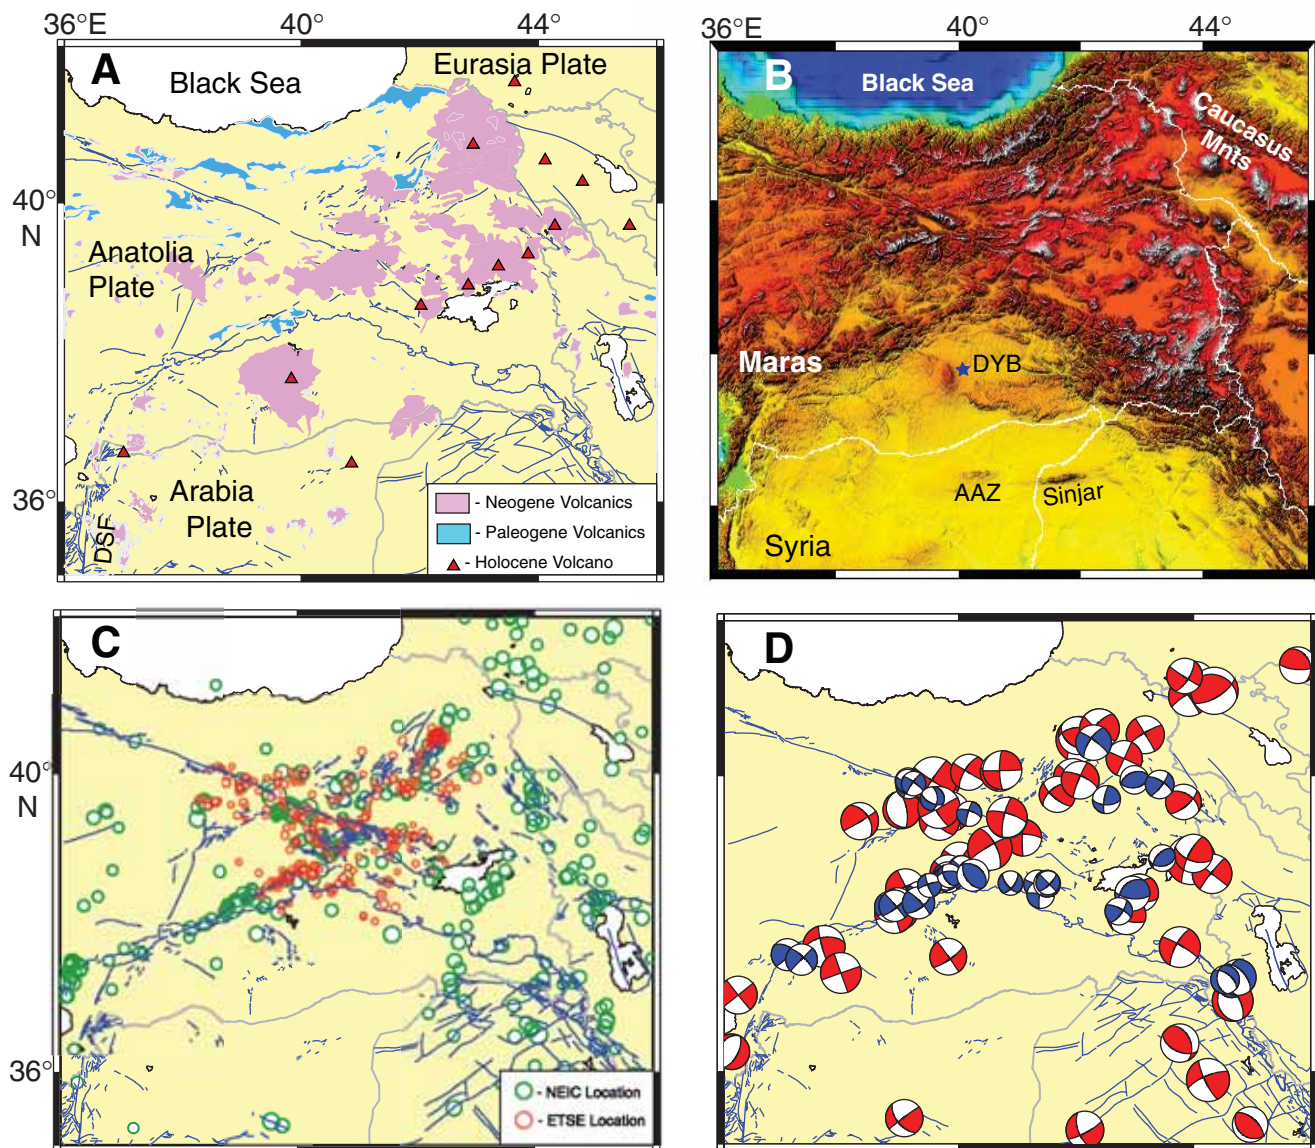 36°E 40° 44° 36°E 40° 44°
A
Eurasia Plate
Black Sea
40°
N
Anatolia
Plate
Arabia
Plate
36°
DSF
- Neogene Volcanics
- Paleogene Volcanics
- Holocene Volcano
B
Black Sea
Caucasus
Mnts
Maras
DYB
AAZ
Sinjar
Syria
C
40°
N
36°
- NEIC Location
- ETSE Location
D